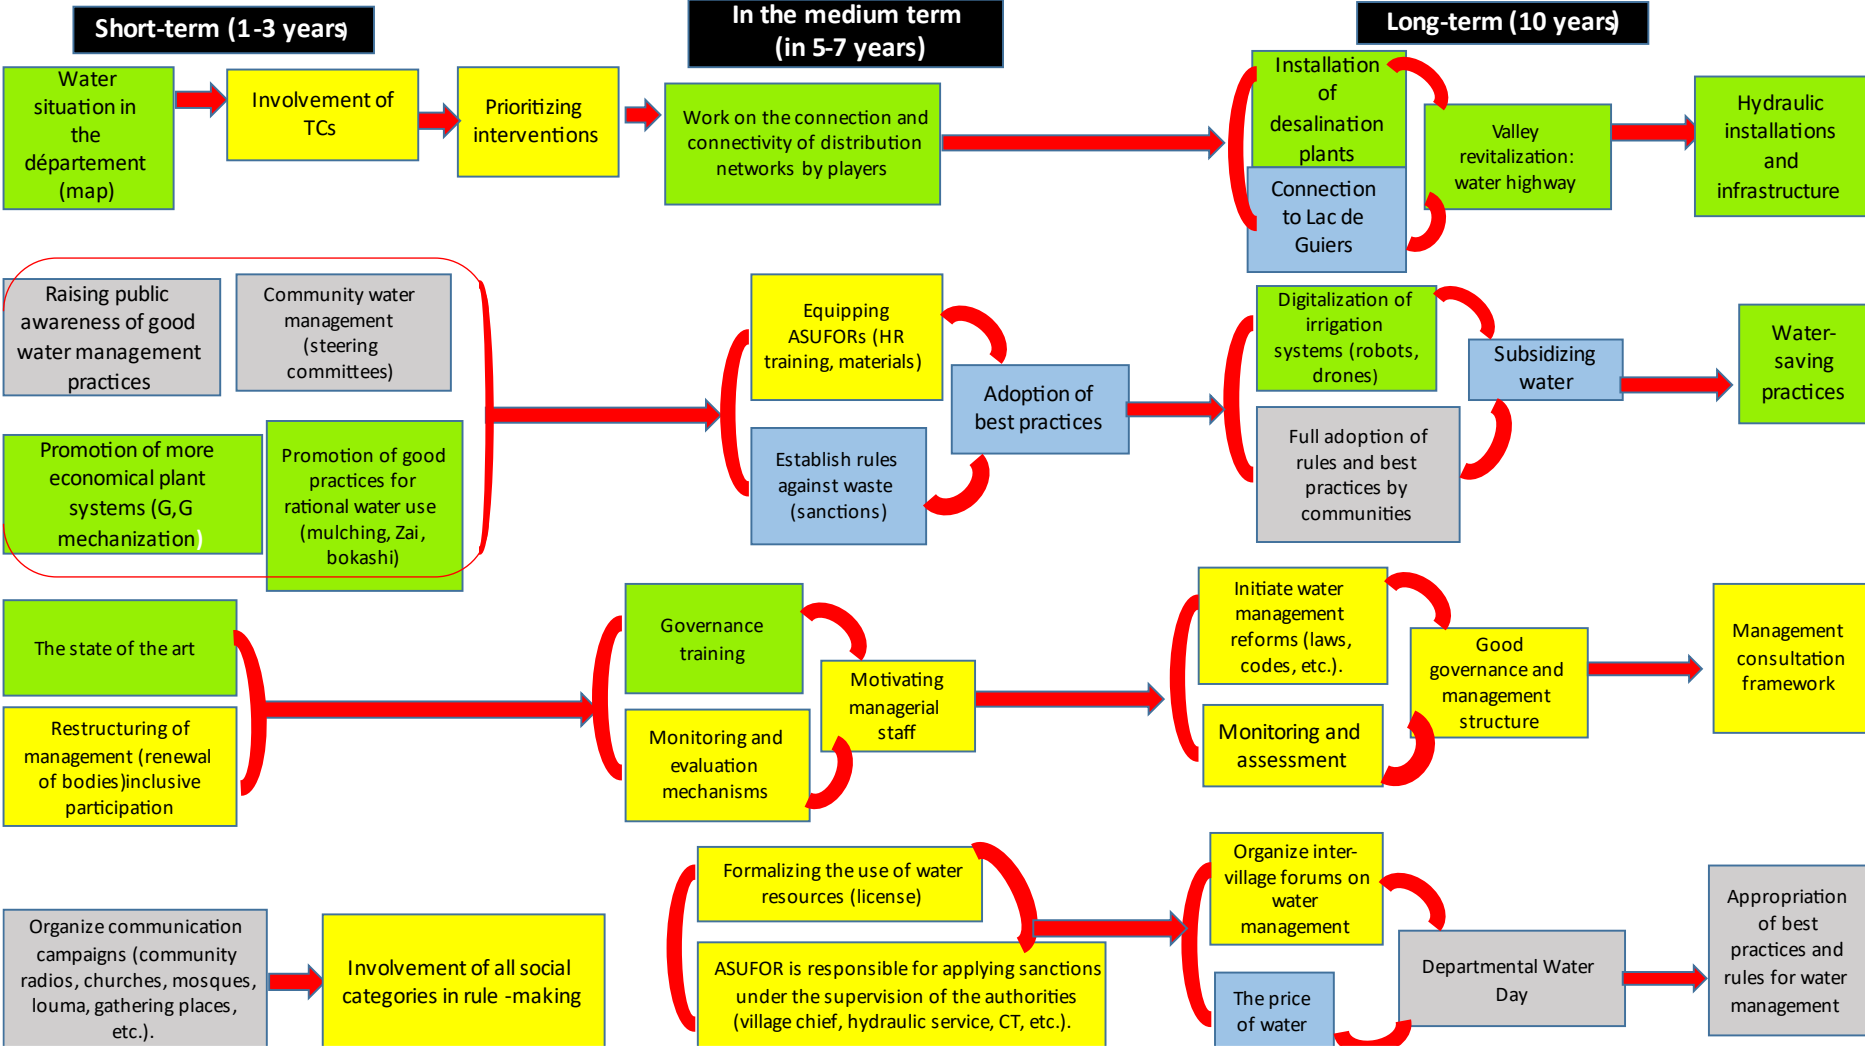 Short-term (1-3 years)
In the medium term
(in 5-7 years)
Long-term (10 years)
Water
situation in
the
département
(map)
Involvement of
TCs
Prioritizing
interventions
Work on the connection and
connectivity of distribution
networks by players
Installation
of
desalination
plants
Connection
to Lac de
Guiers
Valley
revitalization:
water highway
Hydraulic
installations
and
infrastructure
Raising public
awareness of good
water management
practices
Community water
management
(steering
committees)
Promotion of more
economical plant
systems (G,G
mechanization)
Promotion of good
practices for
rational water use
(mulching, Zai,
bokashi)
Equipping
ASUFORs (HR
training, materials)
Establish rules
against waste
(sanctions)
Adoption of
best practices
Digitalization of
irrigation
systems (robots,
drones)
Full adoption of
rules and best
practices by
communities
Subsidizing
water
Water-
saving
practices
The state of the art
Restructuring of
management (renewal
of bodies)inclusive
participation
Governance
training
Monitoring and
evaluation
mechanisms
Motivating
managerial
staff
Initiate water
management
reforms (laws,
codes, etc.).
Monitoring and
assessment
Good
governance and
management
structure
Management
consultation
framework
Organize communication
campaigns (community
radios, churches, mosques,
louma, gathering places,
etc.).
Involvement of all social
categories in rule -making
Formalizing the use of water
resources (license)
ASUFOR is responsible for applying sanctions
under the supervision of the authorities
(village chief, hydraulic service, CT, etc.).
Organize inter-
village forums on
water
management
The price
of water
Departmental Water
Day
Appropriation
of best
practices and
rules for water
management